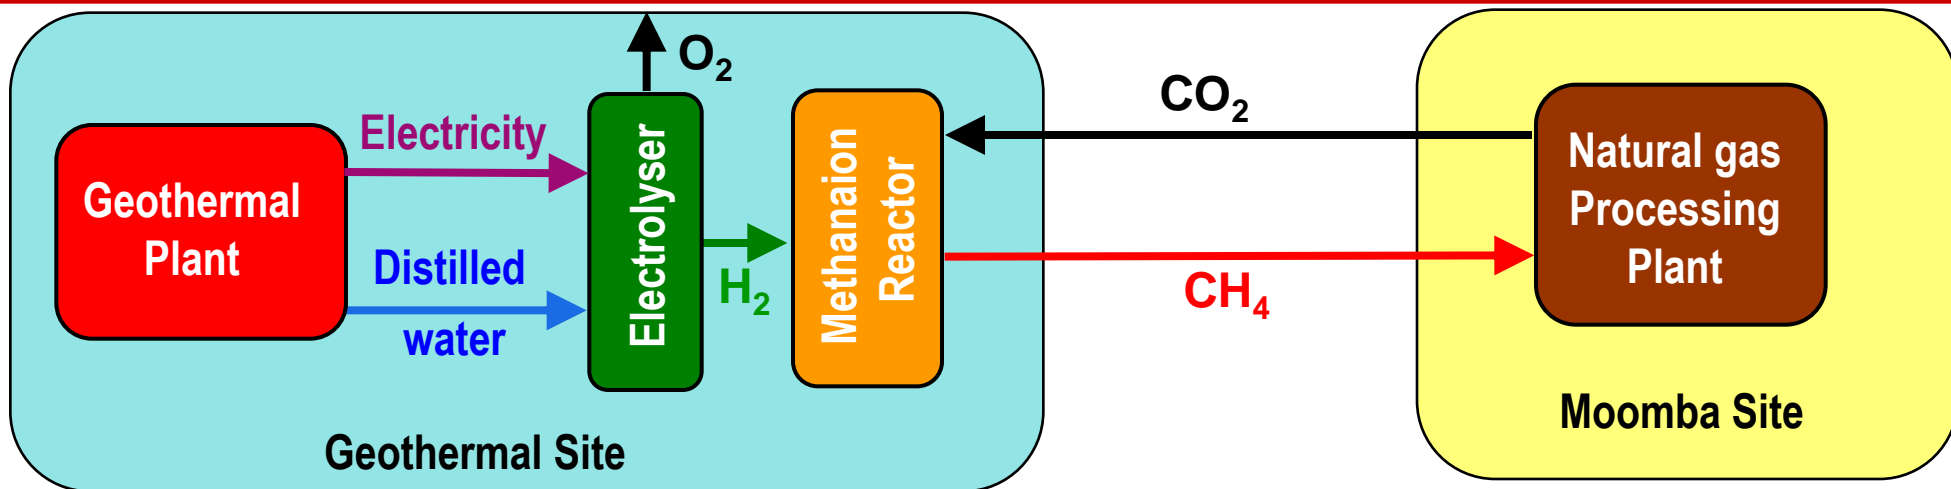 O₂
CO₂
Electricity
Geothermal
Plant
Distilled
water
Electrolyser
H₂
Methanaion
Reactor
CH₄
Natural gas
Processing
Plant
Geothermal Site
Moomba Site